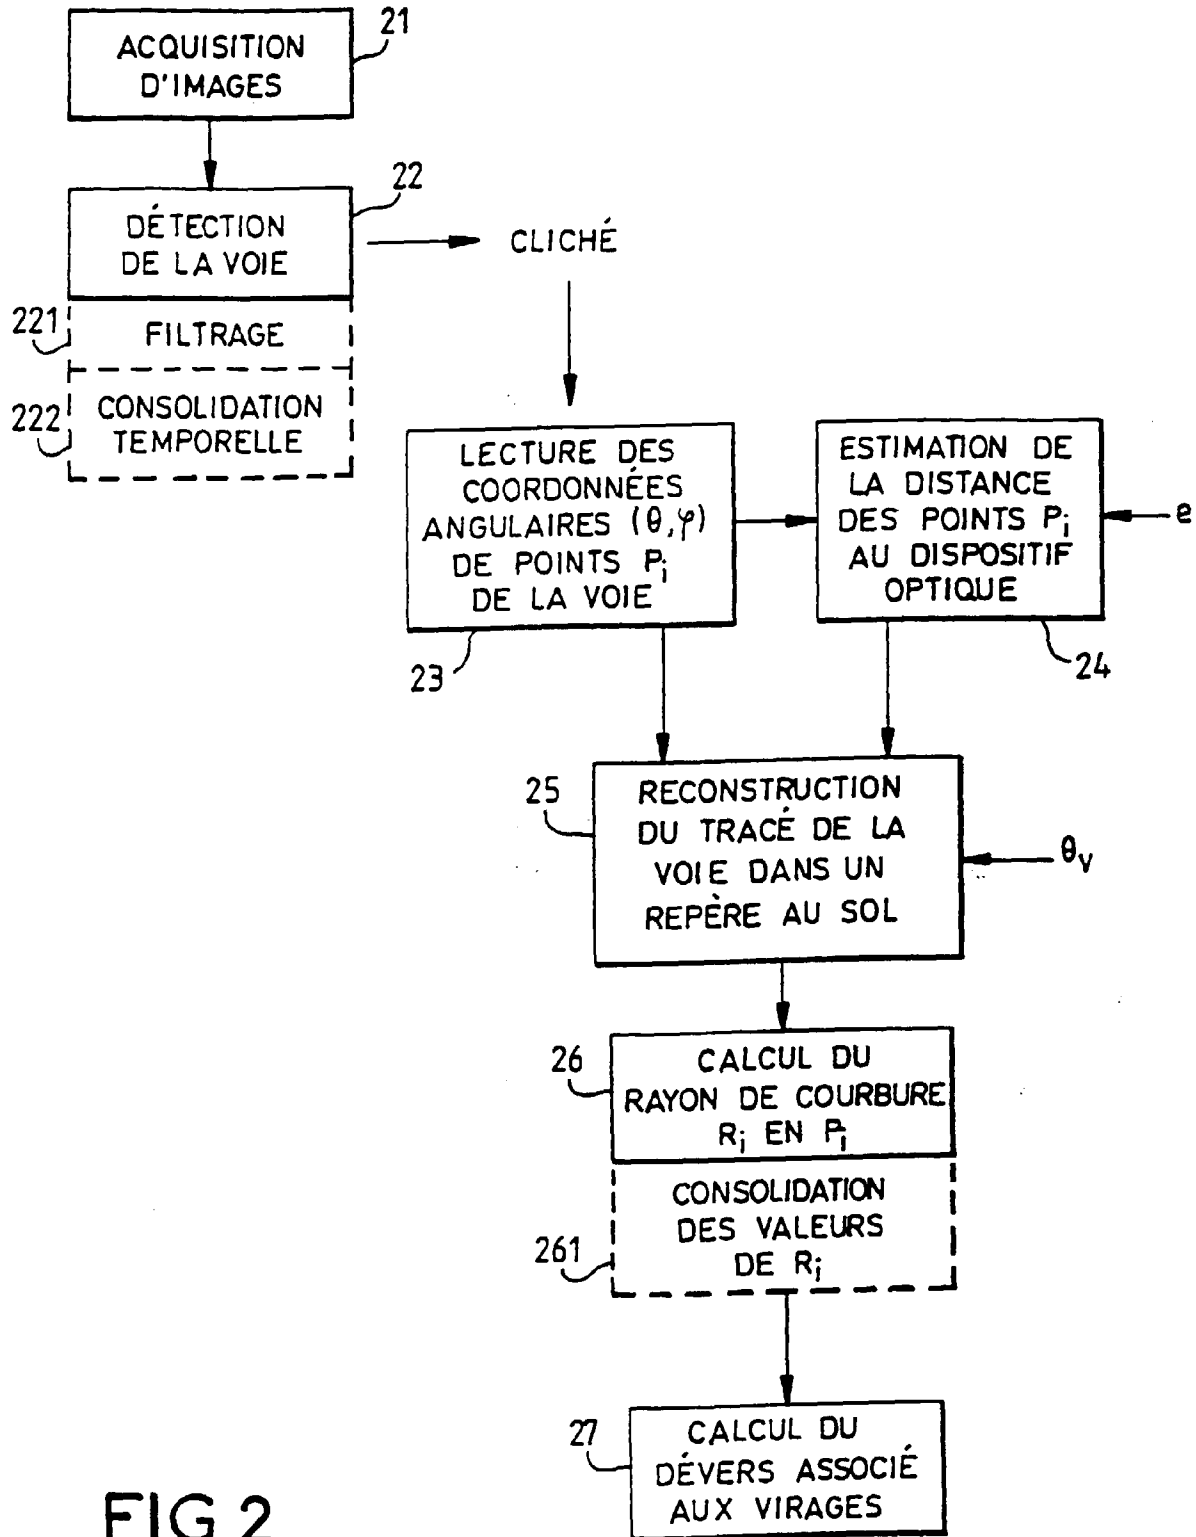 ACQUISITION
D'IMAGES
21
DÉTECTION
DE LA VOIE
22
CLICHÉ
221
FILTRAGE
222
CONSOLIDATION
TEMPORELLE
LECTURE DES
COORDONNÉES
ANGULAIRES (θ,φ)
DE POINTS Pi
DE LA VOIE
23
ESTIMATION DE
LA DISTANCE
DES POINTS Pi
AU DISPOSITIF
OPTIQUE
e
24
25
RECONSTRUCTION
DU TRACÉ DE LA
VOIE DANS UN
REPÈRE AU SOL
θv
26
CALCUL DU
RAYON DE COURBURE
Ri EN Pi
261
CONSOLIDATION
DES VALEURS
DE Ri
27
CALCUL DU
DÉVERS ASSOCIÉ
AUX VIRAGES
FIG.2